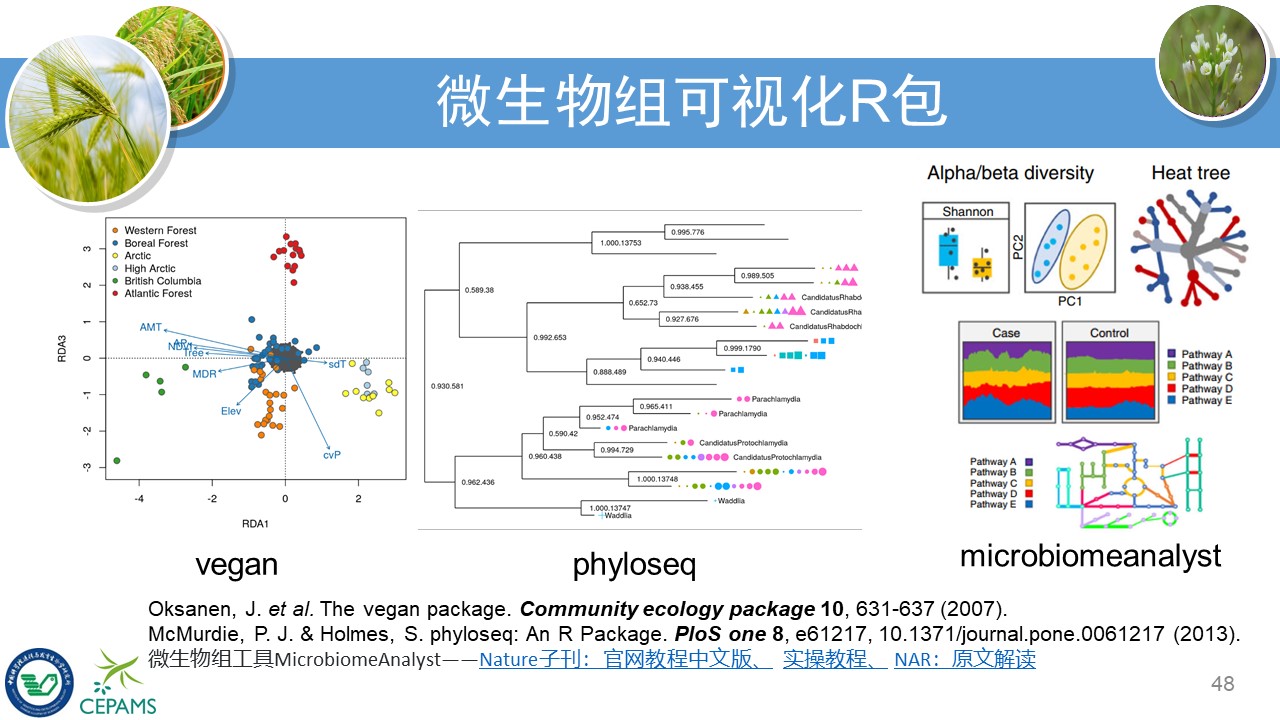 微生物组可视化R包
Western Forest
Boreal Forest
Arctic
High Arctic
British Columbia
Atlantic Forest
3
2
1
0
-1
-2
-3
RDA3
AMT
NDVI
Tree
MDR
Elev
sdT
cvP
-4
-2
0
2
RDA1
vegan
0.995.776
1.000.13753
0.589.38
0.989.505
0.938.455
0.652.73
CandidatusRhabd
CandidatusRha
0.927.676
CandidatusRhabdoch
0.992.653
0.999.1790
0.940.446
0.888.489
0.930.581
Parachlamydia
0.965.411
0.952.474
Parachlamydia
Parachlamydia
0.590.42
CandidatusProtochlamydia
0.994.729
0.960.438
CandidatusProtochlamydia
1.000.13748
0.962.436
Waddlia
1.000.13747
Waddlia
phyloseq
Alpha/beta diversity
Heat tree
Shannon
PC2
PC1
Case
Control
Pathway A
Pathway B
Pathway C
Pathway D
Pathway E
Pathway A
Pathway B
Pathway C
Pathway D
Pathway E
microbiomeanalyst
Oksanen, J. et al. The vegan package. Community ecology package 10, 631-637 (2007).
McMurdie, P. J. & Holmes, S. phyloseq: An R Package. PloS one 8, e61217, 10.1371/journal.pone.0061217 (2013).
微生物组工具MicrobiomeAnalyst——Nature子刊：官网教程中文版、 实操教程、 NAR：原文解读
CEPAMS
48